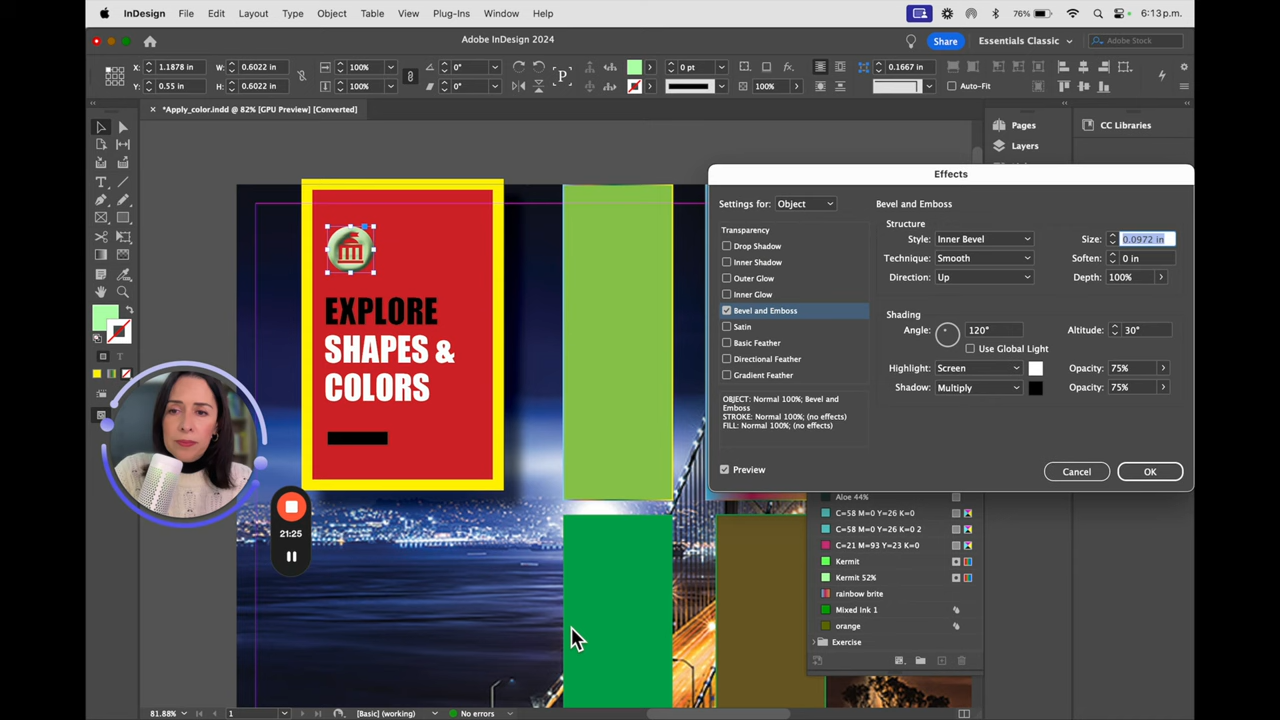 InDesign File Edit Layout Type Object Table View Plug-Ins Window Help 76% 6:13 p.m.
Adobe InDesign 2024 Share Essentials Classic Adobe Stock
X: 1.1878 in W: 0.6022 in 100% 0° P 0 pt fx. 0.1667 in
Y: 0.55 in H: 0.6022 in 100% 0° 100% Auto-Fit
*Apply_color.indd @ 82% [GPU Preview] [Converted]
Pages
Layers
CC Libraries
EXPLORE
SHAPES &
COLORS
21:25
Effects
Settings for: Object
Transparency
Drop Shadow
Inner Shadow
Outer Glow
Inner Glow
Bevel and Emboss
Satin
Basic Feather
Directional Feather
Gradient Feather
OBJECT: Normal 100%; Bevel and
Emboss
STROKE: Normal 100%; (no effects)
FILL: Normal 100%; (no effects)
Preview
Bevel and Emboss
Structure
Style: Inner Bevel Size: 0.0972 in
Technique: Smooth Soften: 0 in
Direction: Up Depth: 100%
Shading
Angle: 120° Altitude: 30°
Use Global Light
Highlight: Screen Opacity: 75%
Shadow: Multiply Opacity: 75%
Cancel OK
Aloe 44%
C=58 M=0 Y=26 K=0
C=58 M=0 Y=26 K=0 2
C=21 M=93 Y=23 K=0
Kermit
Kermit 52%
rainbow brite
Mixed Ink 1
orange
Exercise
81.88% 1 [Basic] (working) No errors